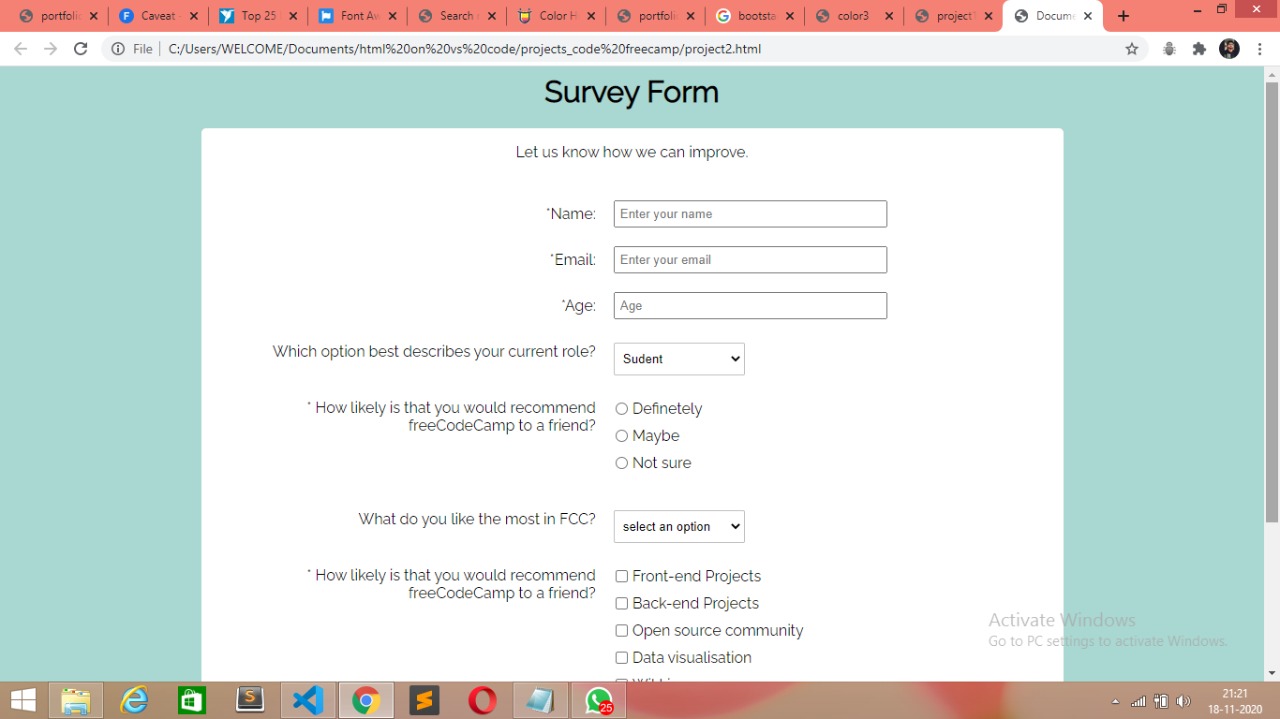 portfolio
Caveat -
Top 25
Font Aw
Search
Color H
portfoli
bootsta
color3
project
Docum
File C:/Users/WELCOME/Documents/html%20on%20vs%20code/projects_code%20freecamp/project2.html
Survey Form
Let us know how we can improve.
*Name: Enter your name
*Email: Enter your email
*Age: Age
Which option best describes your current role? Sudent
* How likely is that you would recommend
freeCodeCamp to a friend?
Definetely
Maybe
Not sure
What do you like the most in FCC? select an option
* How likely is that you would recommend
freeCodeCamp to a friend?
Front-end Projects
Back-end Projects
Open source community
Data visualisation
Activate Windows
Go to PC settings to activate Windows.
25
21:21
18-11-2020